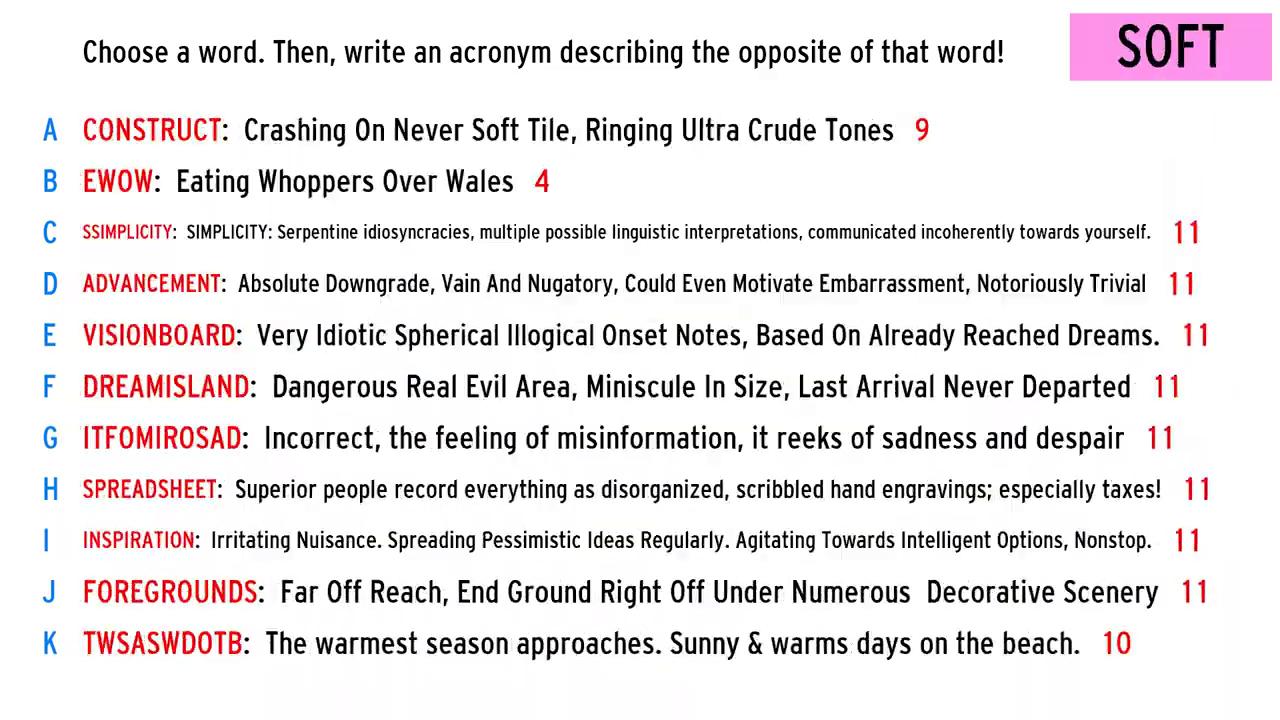 Choose a word. Then, write an acronym describing the opposite of that word!
SOFT
A CONSTRUCT: Crashing On Never Soft Tile, Ringing Ultra Crude Tones 9
B EWOW: Eating Whoppers Over Wales 4
C SSIMPLICITY: SIMPLICITY: Serpentine idiosyncracies, multiple possible linguistic interpretations, communicated incoherently towards yourself. 11
D ADVANCEMENT: Absolute Downgrade, Vain And Nugatory, Could Even Motivate Embarrassment, Notoriously Trivial 11
E VISIONBOARD: Very Idiotic Spherical Illogical Onset Notes, Based On Already Reached Dreams. 11
F DREAMISLAND: Dangerous Real Evil Area, Miniscule In Size, Last Arrival Never Departed 11
G ITFOMIROSAD: Incorrect, the feeling of misinformation, it reeks of sadness and despair 11
H SPREADSHEET: Superior people record everything as disorganized, scribbled hand engravings; especially taxes! 11
I INSPIRATION: Irritating Nuisance. Spreading Pessimistic Ideas Regularly. Agitating Towards Intelligent Options, Nonstop. 11
J FOREGROUNDS: Far Off Reach, End Ground Right Off Under Numerous Decorative Scenery 11
K TWSASWDOTB: The warmest season approaches. Sunny & warms days on the beach. 10